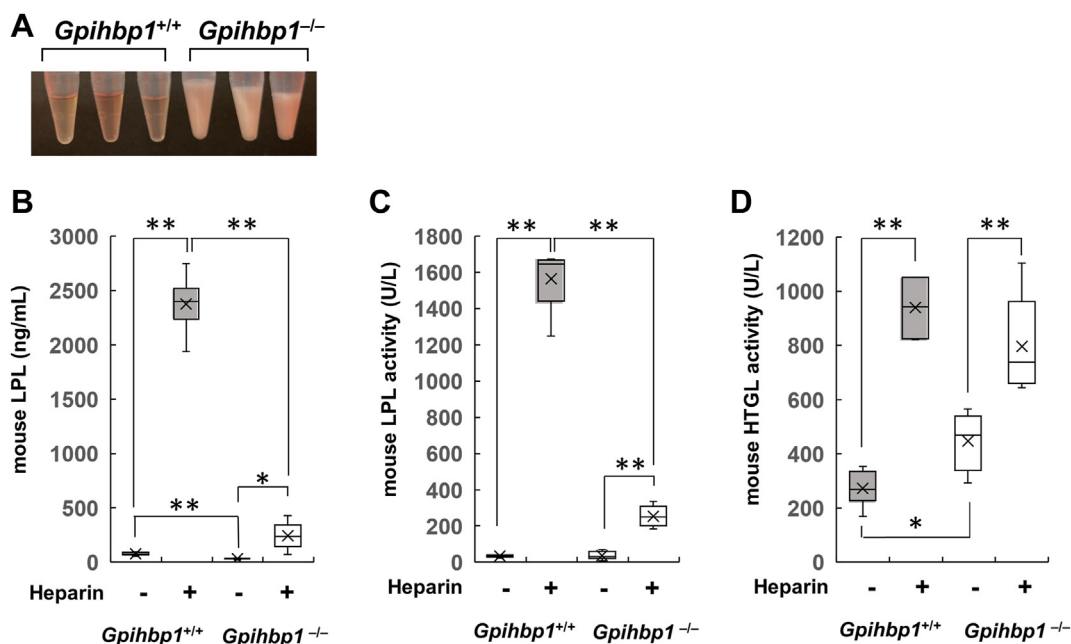 A
Gpihbp1+/+ Gpihbp1–/–
B
** **
mouse LPL (ng/mL)
3000
2500
2000
1500
1000
500
0
**
*
Heparin - + - +
Gpihbp1+/+ Gpihbp1–/–
C
** **
mouse LPL activity (U/L)
1800
1600
1400
1200
1000
800
600
400
200
0
**
- + - +
Gpihbp1+/+ Gpihbp1–/–
D
** **
mouse HTGL activity (U/L)
1200
1000
800
600
400
200
0
*
Heparin - + - +
Gpihbp1+/+ Gpihbp1–/–